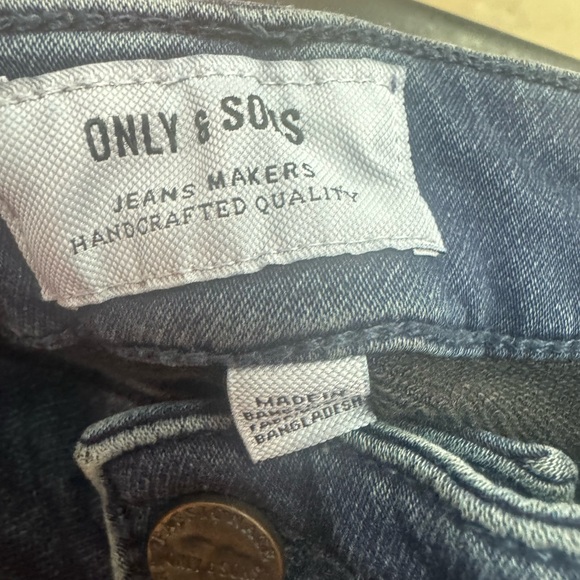 ONLY & SONS
JEANS MAKERS
HANDCRAFTED QUALITY
MADE IN
BANGLADESH